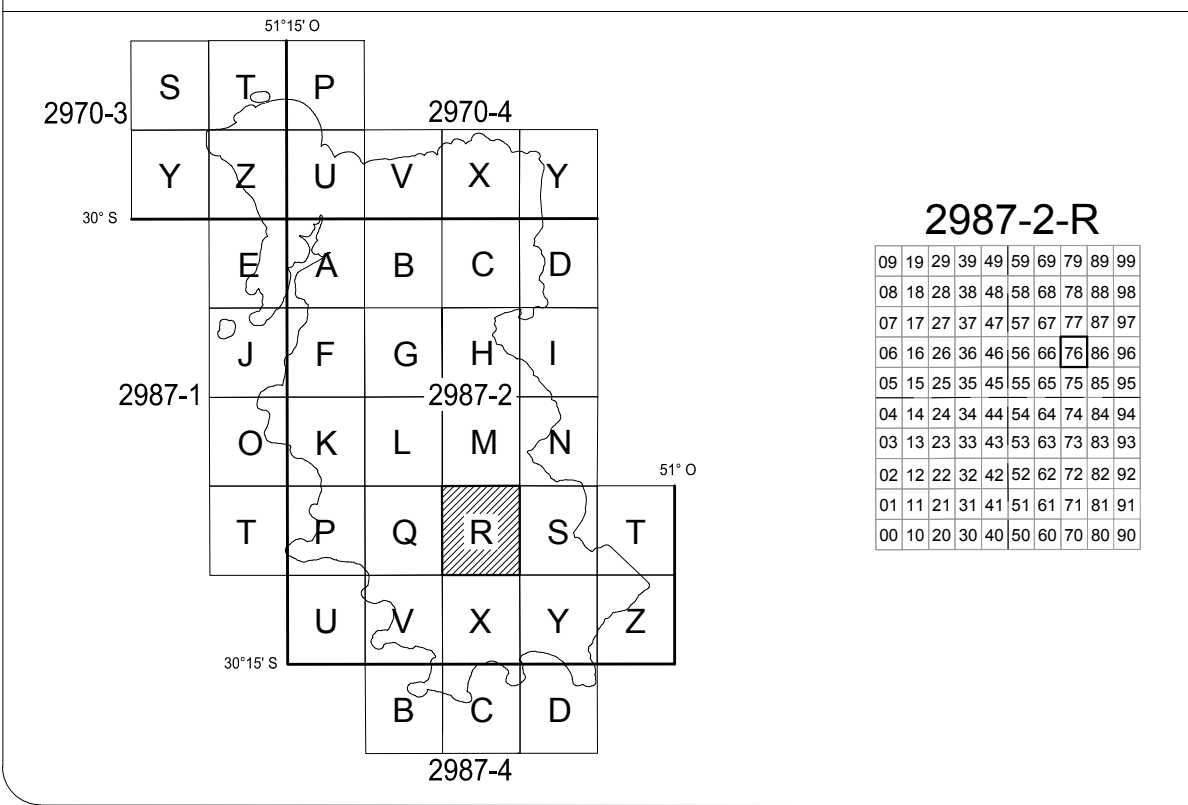 51°15' O
S T P
2970-3
2970-4
Y Z U V X Y
30° S
E A B C D
J F G H I
2987-1
2987-2
O K L M N
51° O
T P Q R S T
U V X Y Z
30°15' S
B C D
2987-4
2987-2-R
09 19 29 39 49 59 69 79 89 99
08 18 28 38 48 58 68 78 88 98
07 17 27 37 47 57 67 77 87 97
06 16 26 36 46 56 66 76 86 96
05 15 25 35 45 55 65 75 85 95
04 14 24 34 44 54 64 74 84 94
03 13 23 33 43 53 63 73 83 93
02 12 22 32 42 52 62 72 82 92
01 11 21 31 41 51 61 71 81 91
00 10 20 30 40 50 60 70 80 90